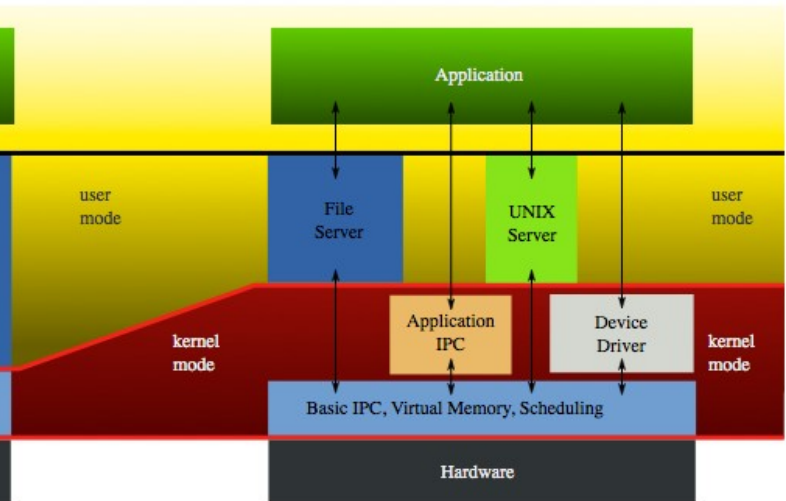 Application
user
mode
File
Server
UNIX
Server
user
mode
kernel
mode
Application
IPC
Device
Driver
kernel
mode
Basic IPC, Virtual Memory, Scheduling
Hardware